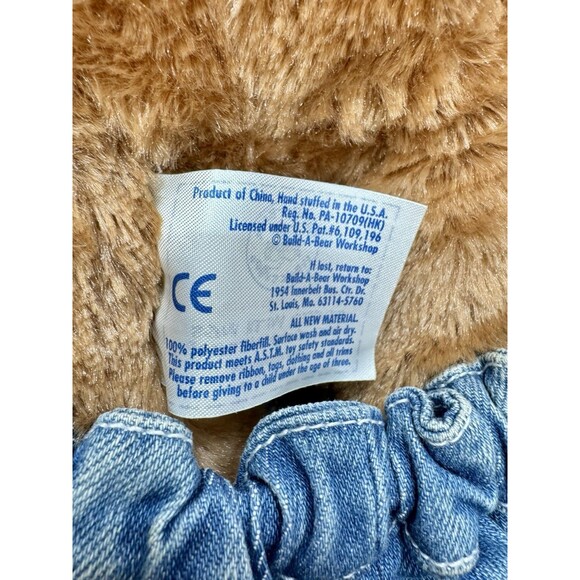 Product of China, Hand stuffed in the U.S.A.
Reg. No. PA-10709(HK)
Licensed under U.S. Pat.#6,109,196
© Build-A-Bear Workshop
If lost, return to:
Build-A-Bear Workshop
1954 Innerbelt Bus. Ctr. Dr.
St. Louis, Mo. 63114-5760
CE
ALL NEW MATERIAL.
100% polyester fiberfill. Surface wash and air dry.
This product meets A.S.T.M. toy safety standards.
Please remove ribbon, tags, clothing and all trims
before giving to a child under the age of three.